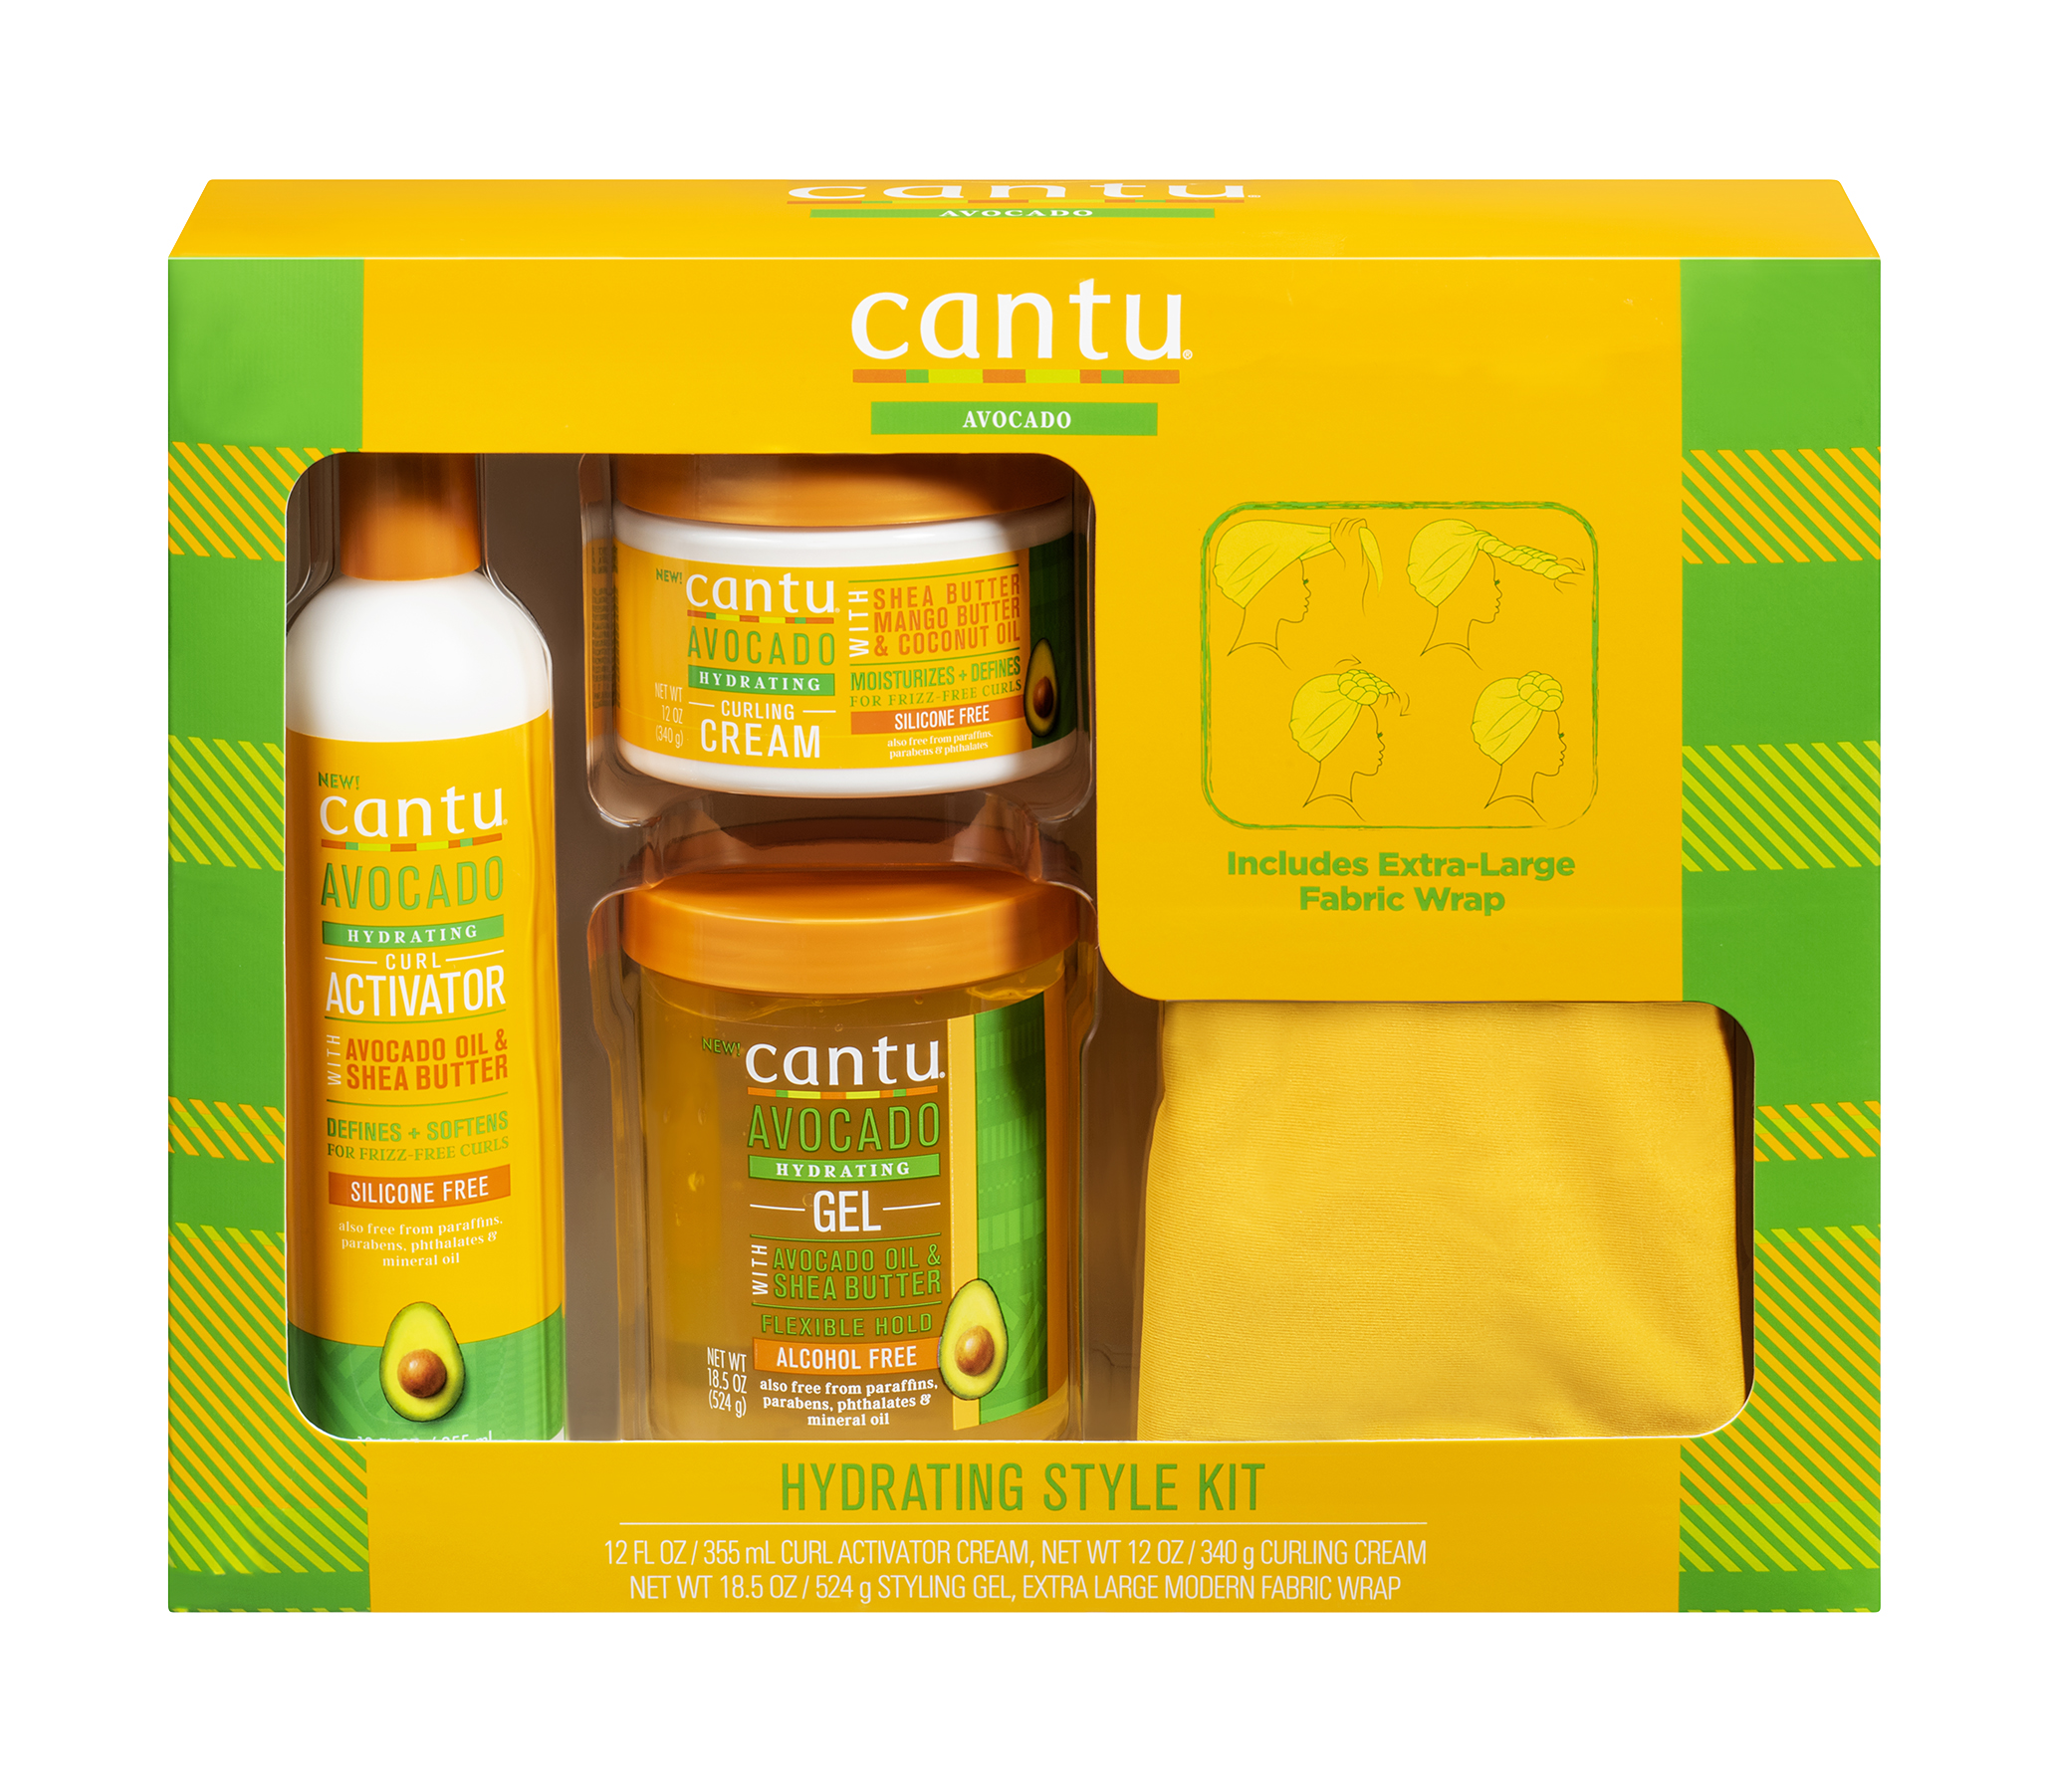 cantu.
AVOCADO
cantu®
AVOCADO
NEW!
cantu.
AVOCADO
HYDRATING
CURL
ACTIVATOR
WITH
AVOCADO OIL &
SHEA BUTTER
DEFINES + SOFTENS
FOR FRIZZ-FREE CURLS
SILICONE FREE
also free from paraffins,
parabens, phthalates &
mineral oil
NEW!
cantu.
AVOCADO
HYDRATING
CURLING
CREAM
NET WT
12 OZ
(340 g)
WITH
SHEA BUTTER
MANGO BUTTER
& COCONUT OIL
MOISTURIZES + DEFINES
FOR FRIZZ-FREE CURLS
SILICONE FREE
also free from paraffins,
parabens & phthalates
NEW!
cantu.
AVOCADO
HYDRATING
GEL
WITH
AVOCADO OIL &
SHEA BUTTER
FLEXIBLE HOLD
ALCOHOL FREE
also free from paraffins,
parabens, phthalates &
mineral oil
NET WT
18.5 OZ
(524 g)
Includes Extra-Large
Fabric Wrap
HYDRATING STYLE KIT
12 FL OZ / 355 mL CURL ACTIVATOR CREAM, NET WT 12 OZ / 340 g CURLING CREAM
NET WT 18.5 OZ / 524 g STYLING GEL, EXTRA LARGE MODERN FABRIC WRAP